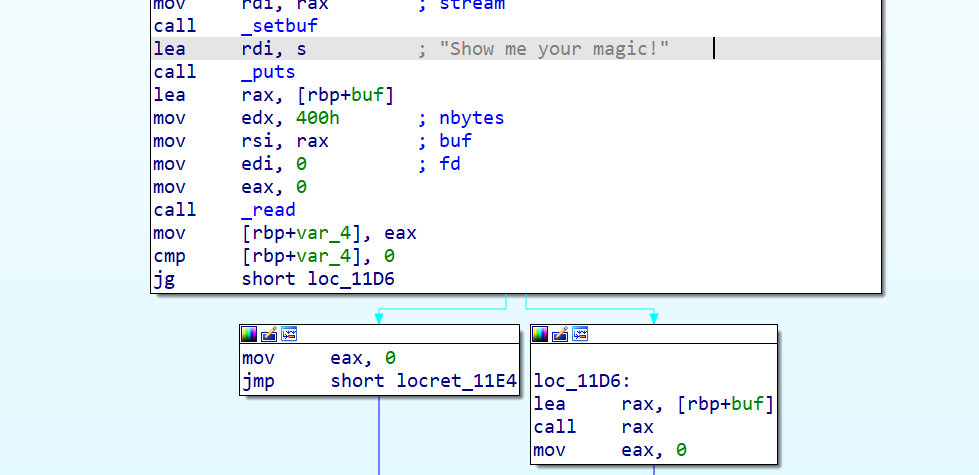 mov rdi, rax ; stream
call _setbuf
lea rdi, s ; "Show me your magic!"
call _puts
lea rax, [rbp+buf]
mov edx, 400h ; nbytes
mov rsi, rax ; buf
mov edi, 0 ; fd
mov eax, 0
call _read
mov [rbp+var_4], eax
cmp [rbp+var_4], 0
jg short loc_11D6
mov eax, 0
jmp short locret_11E4
loc_11D6:
lea rax, [rbp+buf]
call rax
mov eax, 0